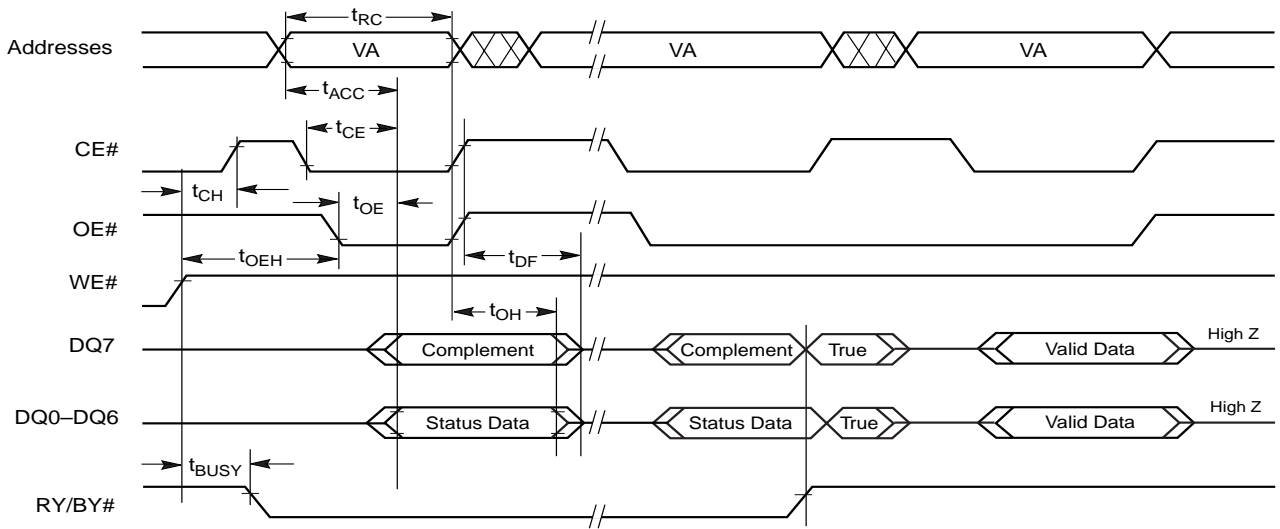 tRC
Addresses VA VA VA
tACC
tCE
CE#
tCH
tOE
OE#
tOEH tDF
WE#
tOH
DQ7 Complement Complement True Valid Data High Z
DQ0–DQ6 Status Data Status Data True Valid Data High Z
tBUSY
RY/BY#